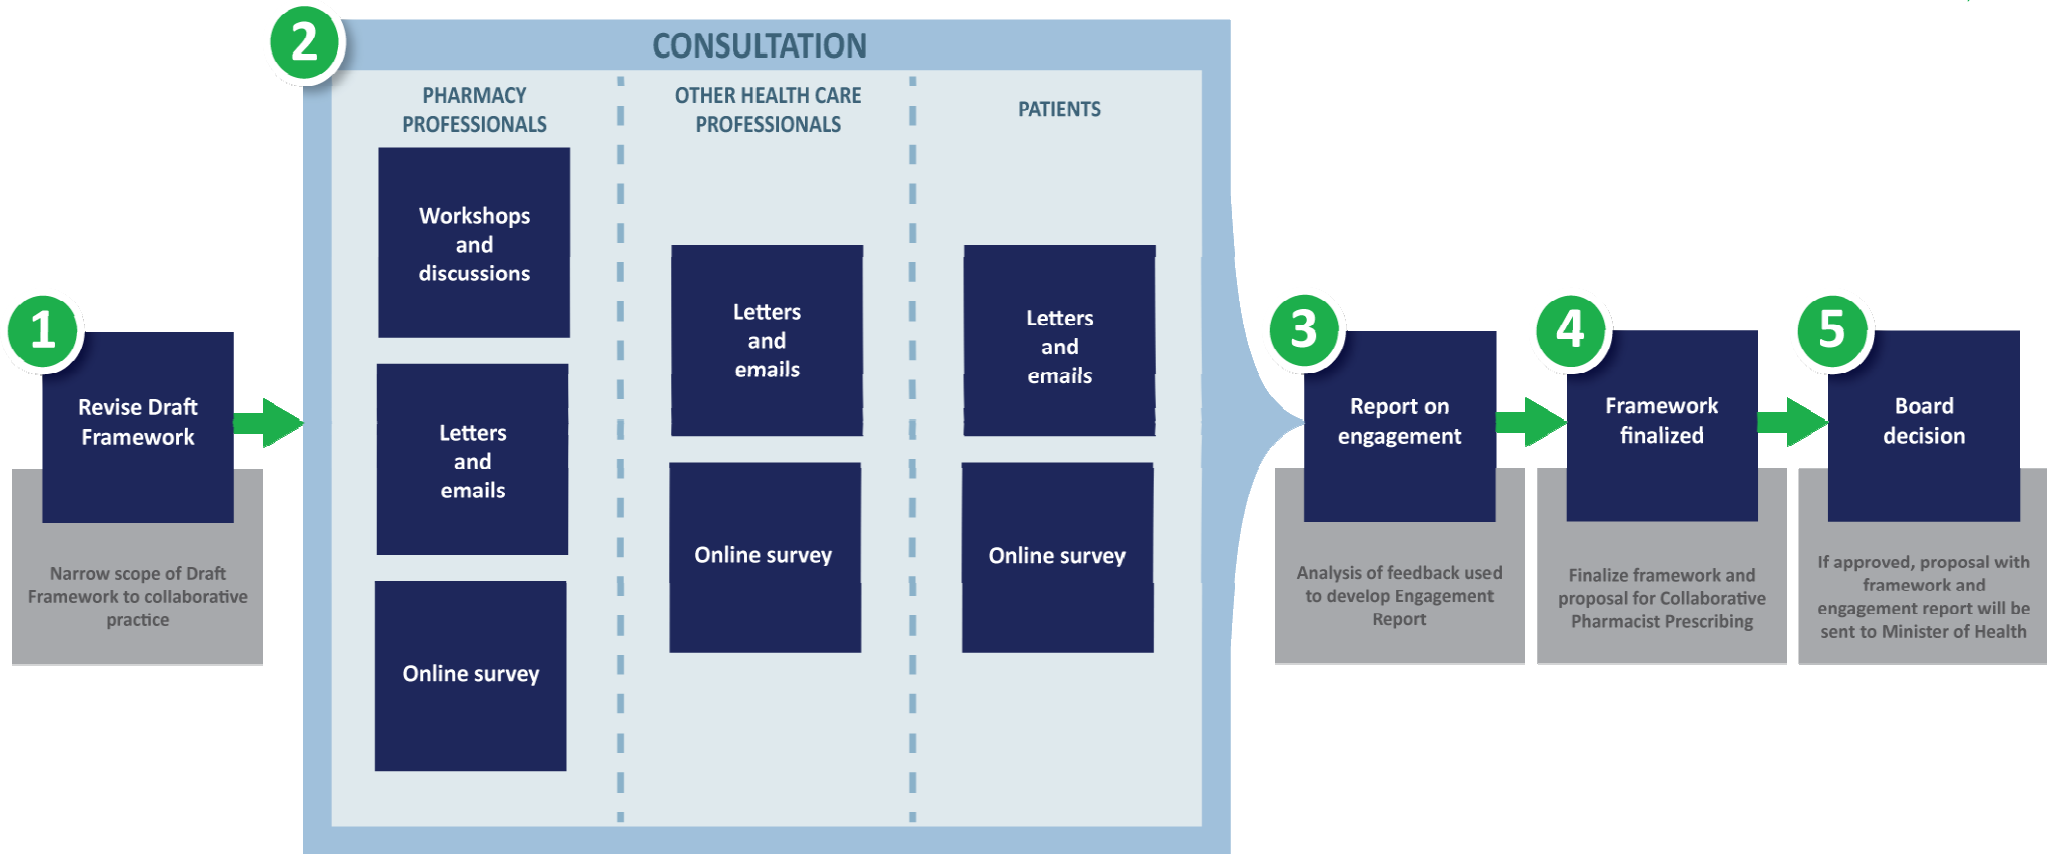 1
Revise Draft
Framework
Narrow scope of Draft
Framework to collaborative
practice
2
CONSULTATION
PHARMACY
PROFESSIONALS
Workshops
and
discussions
Letters
and
emails
Online survey
OTHER HEALTH CARE
PROFESSIONALS
Letters
and
emails
Online survey
PATIENTS
Letters
and
emails
Online survey
3
Report on
engagement
Analysis of feedback used
to develop Engagement
Report
4
Framework
finalized
Finalize framework and
proposal for Collaborative
Pharmacist Prescribing
5
Board
decision
If approved, proposal with
framework and
engagement report will be
sent to Minister of Health